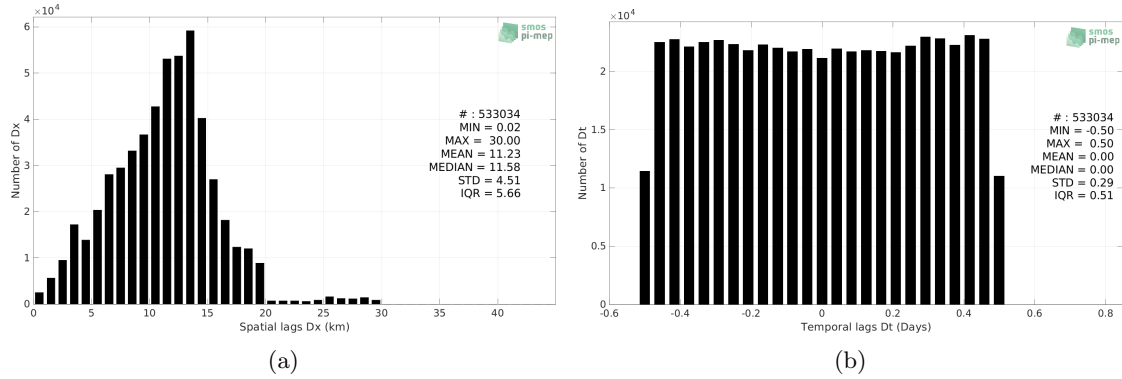 ×10⁴
6
5
4
3
2
1
0
Number of Dx
0 5 10 15 20 25 30 35 40
Spatial lags Dx (km)
smos
pi-mep
# : 533034
MIN = 0.02
MAX = 30.00
MEAN = 11.23
MEDIAN = 11.58
STD = 4.51
IQR = 5.66
(a)
×10⁴
2
1.5
1
0.5
0
Number of Dt
-0.6 -0.4 -0.2 0 0.2 0.4 0.6 0.8
Temporal lags Dt (Days)
smos
pi-mep
# : 533034
MIN = -0.50
MAX = 0.50
MEAN = 0.00
MEDIAN = 0.00
STD = 0.29
IQR = 0.51
(b)